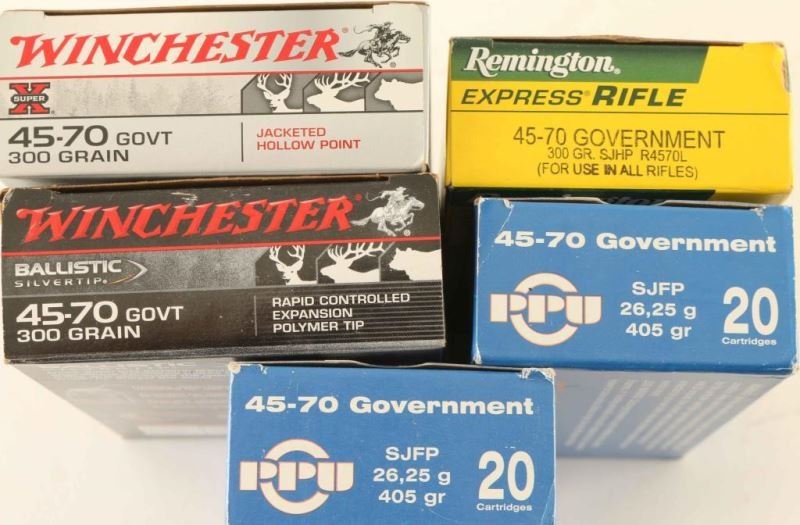 WINCHESTER
SUPER X
45-70 GOVT
300 GRAIN
JACKETED
HOLLOW POINT
Remington
EXPRESS® RIFLE
45-70 GOVERNMENT
300 GR. SJHP R4570L
(FOR USE IN ALL RIFLES)
WINCHESTER
BALLISTIC
SILVERTIP
45-70 GOVT
300 GRAIN
RAPID CONTROLLED
EXPANSION
POLYMER TIP
45-70 Government
PPU
SJFP
26,25 g
405 gr
20
Cartridges
45-70 Government
PPU
SJFP
26,25 g
405 gr
20
Cartridges